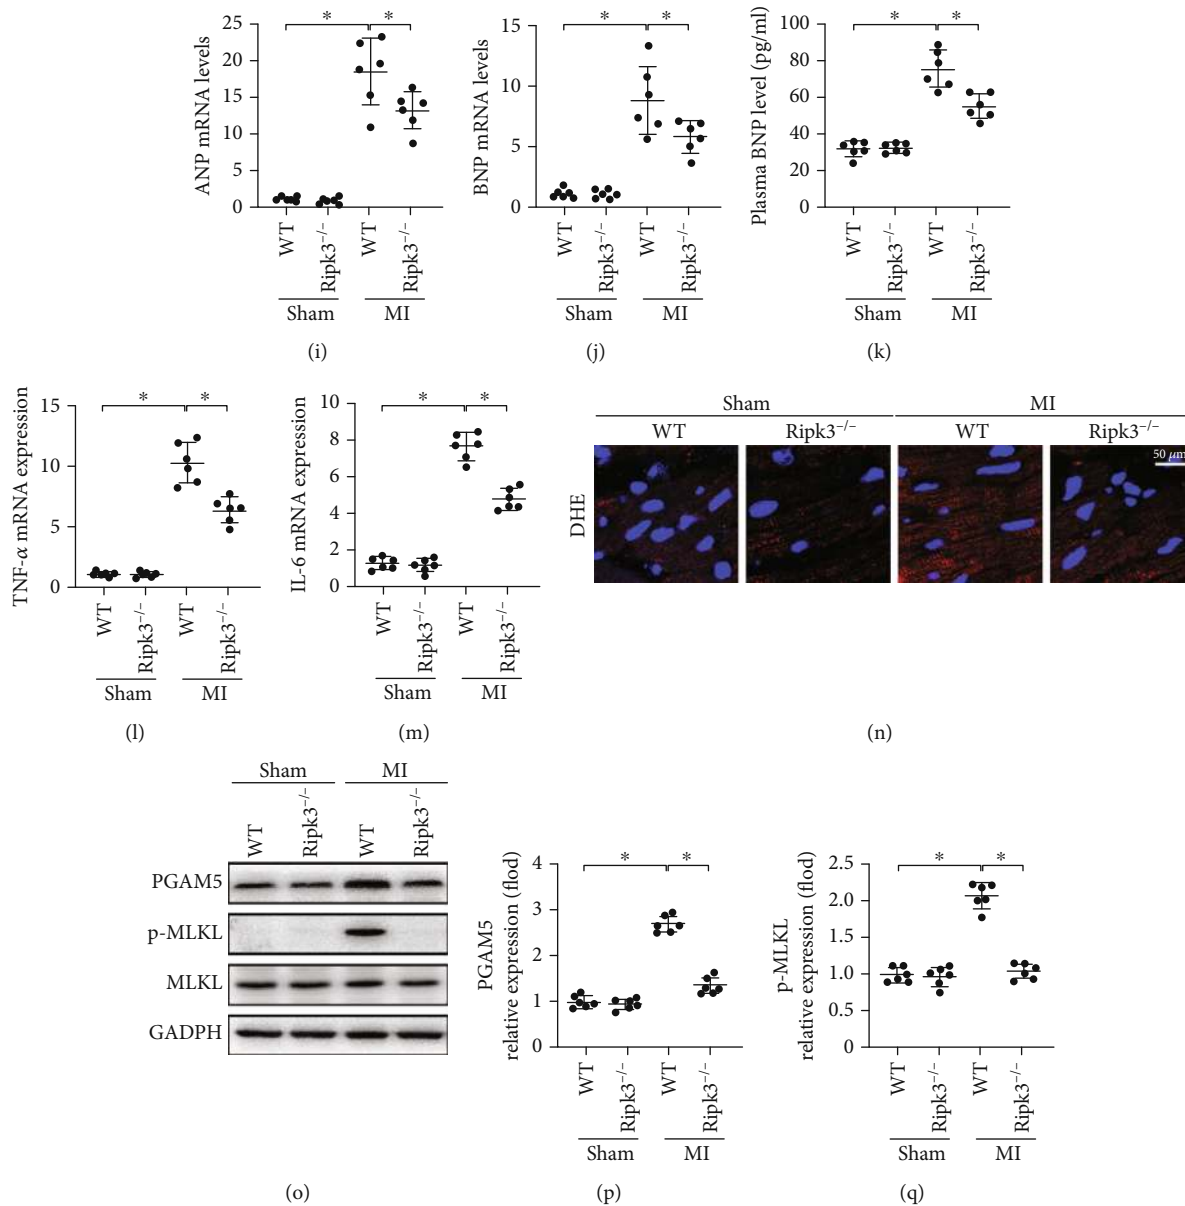 * *
ANP mRNA levels
25
20
15
10
5
0
WT
Ripk3−/−
WT
Ripk3−/−
Sham MI
(i)
* *
BNP mRNA levels
15
10
5
0
WT
Ripk3−/−
WT
Ripk3−/−
Sham MI
(j)
* *
Plasma BNP level (pg/ml)
100
80
60
40
20
0
WT
Ripk3−/−
WT
Ripk3−/−
Sham MI
(k)
* *
TNF-α mRNA expression
15
10
5
0
WT
Ripk3−/−
WT
Ripk3−/−
Sham MI
(l)
* *
IL-6 mRNA expression
10
8
6
4
2
0
WT
Ripk3−/−
WT
Ripk3−/−
Sham MI
(m)
Sham MI
WT Ripk3−/− WT Ripk3−/−
DHE
50 μm
(n)
Sham MI
WT
Ripk3−/−
WT
Ripk3−/−
PGAM5
p-MLKL
MLKL
GADPH
(o)
* *
PGAM5
relative expression (flod)
4
3
2
1
0
WT
Ripk3−/−
WT
Ripk3−/−
Sham MI
(p)
* *
p-MLKL
relative expression (flod)
2.5
2.0
1.5
1.0
0.5
0
WT
Ripk3−/−
WT
Ripk3−/−
Sham MI
(q)